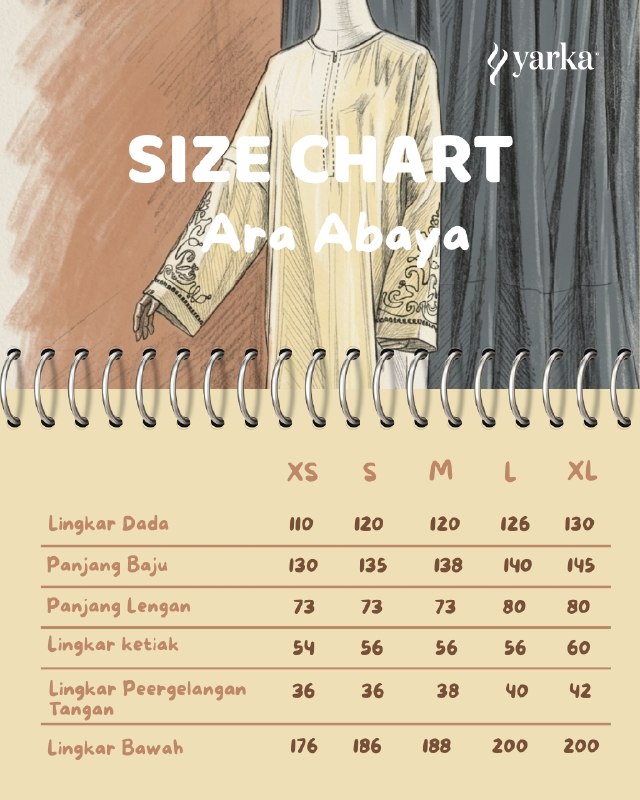 yarka
SIZE CHART
Ara Abaya
XS S M L XL
Lingkar Dada 110 120 120 126 130
Panjang Baju 130 135 138 140 145
Panjang Lengan 73 73 73 80 80
Lingkar ketiak 54 56 56 56 60
Lingkar Peergelangan 36 36 38 40 42
Tangan
Lingkar Bawah 176 186 188 200 200